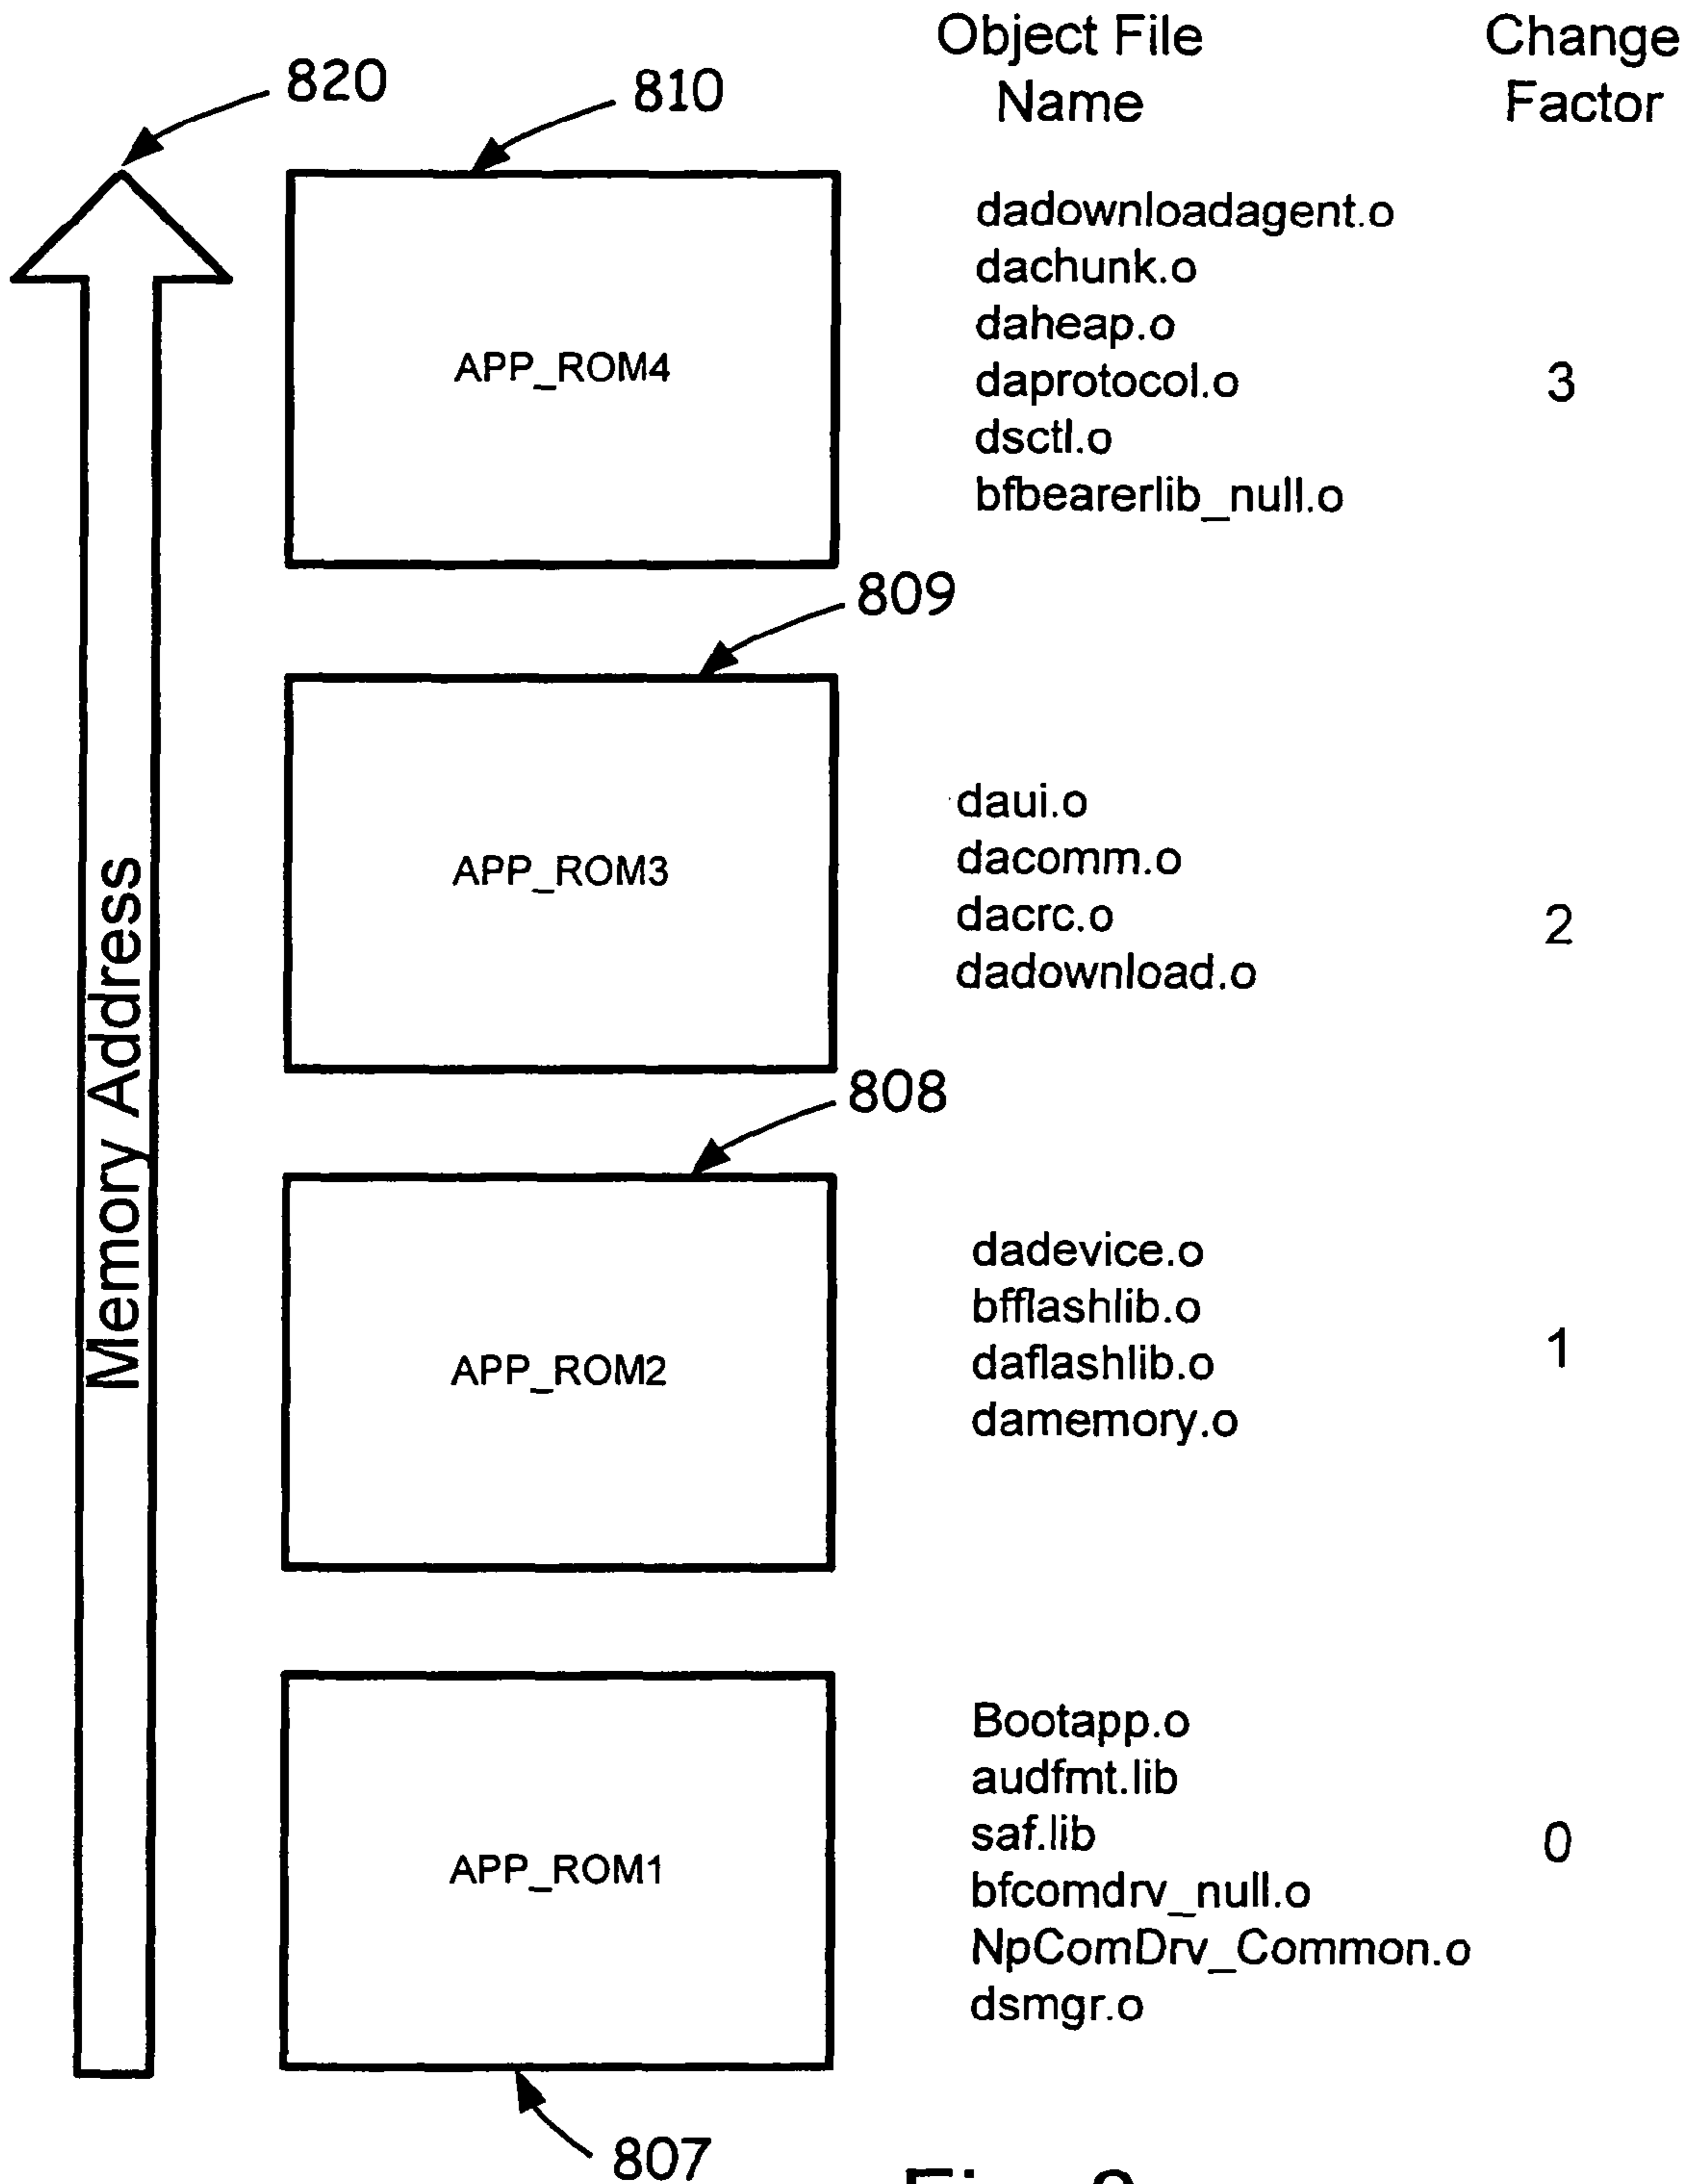 Object File Name
Change Factor
820
810
APP_ROM4
dadownloadagent.o
dachunk.o
daheap.o
daprotocol.o
dsctl.o
bfbearerlib_null.o
3
809
APP_ROM3
daui.o
dacomm.o
dacrc.o
dadownload.o
2
Memory Address
808
APP_ROM2
dadevice.o
bfflashlib.o
daflashlib.o
damemory.o
1
APP_ROM1
Bootapp.o
audfmt.lib
saf.lib
bfcomdrv_null.o
NpComDrv_Common.o
dsmgr.o
0
807